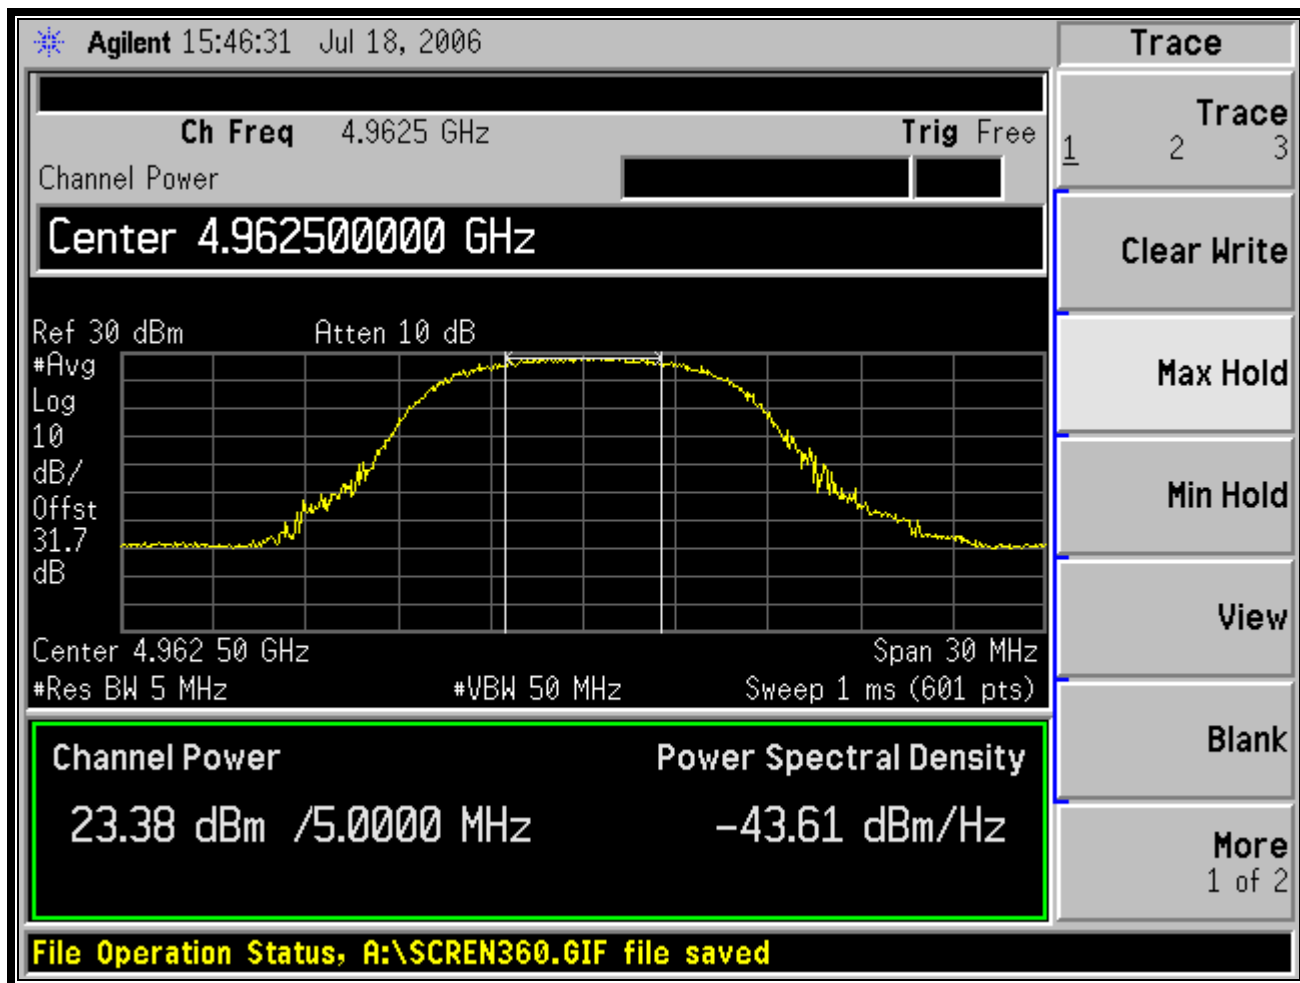 Agilent 15:46:31 Jul 18, 2006
Trace
Ch Freq 4.9625 GHz
Trig Free
Channel Power
Center 4.962500000 GHz
Ref 30 dBm
Atten 10 dB
#Avg
Log
10
dB/
Offst
31.7
dB
Center 4.962 50 GHz
Span 30 MHz
#Res BW 5 MHz
#VBW 50 MHz
Sweep 1 ms (601 pts)
Channel Power
Power Spectral Density
23.38 dBm /5.0000 MHz
-43.61 dBm/Hz
File Operation Status, A:\SCREN360.GIF file saved
Trace
1 2 3
Clear Write
Max Hold
Min Hold
View
Blank
More
1 of 2